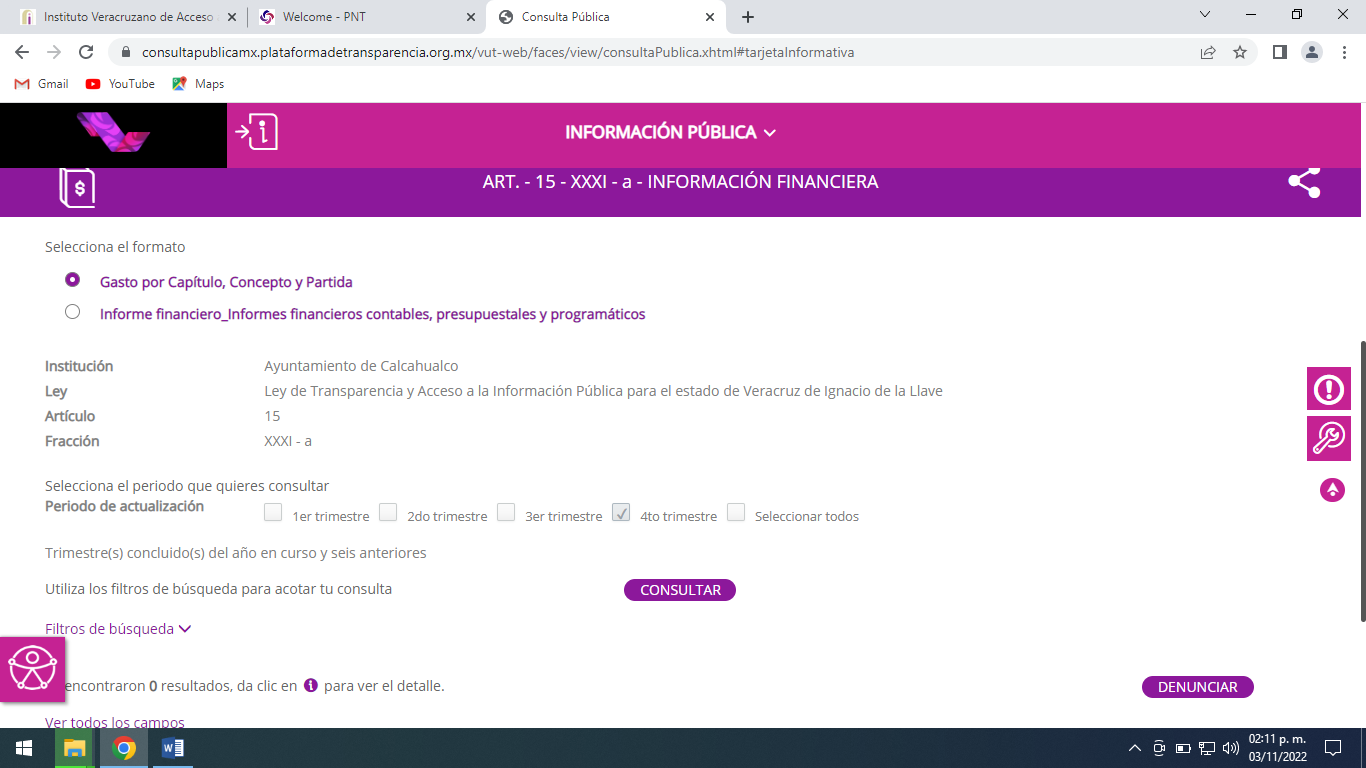 Instituto Veracruzano de Acceso
Welcome - PNT
Consulta Pública
consultapublicamx.plataformadetransparencia.org.mx/vut-web/faces/view/consultaPublica.xhtml#tarjetaInformativa
Gmail
YouTube
Maps
INFORMACIÓN PÚBLICA
ART. - 15 - XXXI - a - INFORMACIÓN FINANCIERA
Selecciona el formato
Gasto por Capítulo, Concepto y Partida
Informe financiero_Informes financieros contables, presupuestales y programáticos
Institución Ayuntamiento de Calcahualco
Ley Ley de Transparencia y Acceso a la Información Pública para el estado de Veracruz de Ignacio de la Llave
Artículo 15
Fracción XXXI - a
Selecciona el periodo que quieres consultar
Periodo de actualización 1er trimestre 2do trimestre 3er trimestre 4to trimestre Seleccionar todos
Trimestre(s) concluido(s) del año en curso y seis anteriores
Utiliza los filtros de búsqueda para acotar tu consulta CONSULTAR
Filtros de búsqueda
encontraron 0 resultados, da clic en i para ver el detalle. DENUNCIAR
Ver todos los campos
02:11 p. m.
03/11/2022